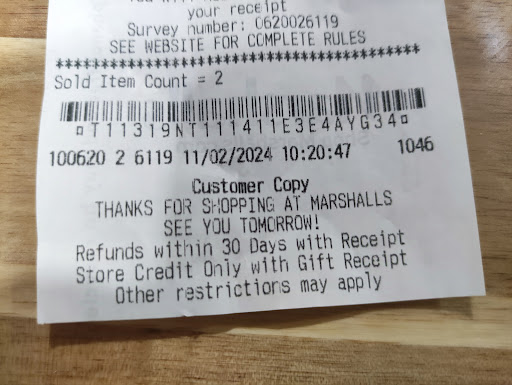 your receipt
Survey number: 0620026119
SEE WEBSITE FOR COMPLETE RULES
******************************************
Sold Item Count = 2
¤T11319NT111411E3E4AYG34¤
100620 2 6119 11/02/2024 10:20:47 1046
Customer Copy
THANKS FOR SHOPPING AT MARSHALLS
SEE YOU TOMORROW!
Refunds within 30 Days with Receipt
Store Credit Only with Gift Receipt
Other restrictions may apply